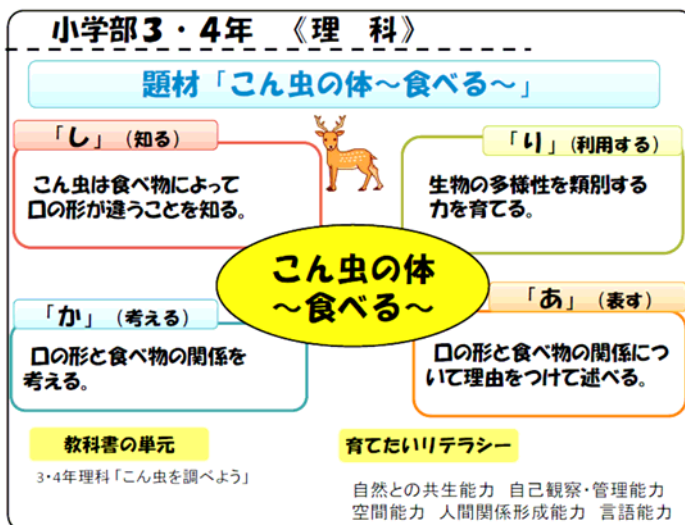 小学部3・4年 《理 科》
題材「こん虫の体～食べる～」
「し」(知る)
こん虫は食べ物によって
口の形が違うことを知る。
「り」(利用する)
生物の多様性を類別する
力を育てる。
こん虫の体
～食べる～
「か」(考える)
口の形と食べ物の関係を
考える。
「あ」(表す)
口の形と食べ物の関係につ
いて理由をつけて述べる。
教科書の単元
3・4年理科「こん虫を調べよう」
育てたいリテラシー
自然との共生能力 自己観察・管理能力
空間能力 人間関係形成能力 言語能力